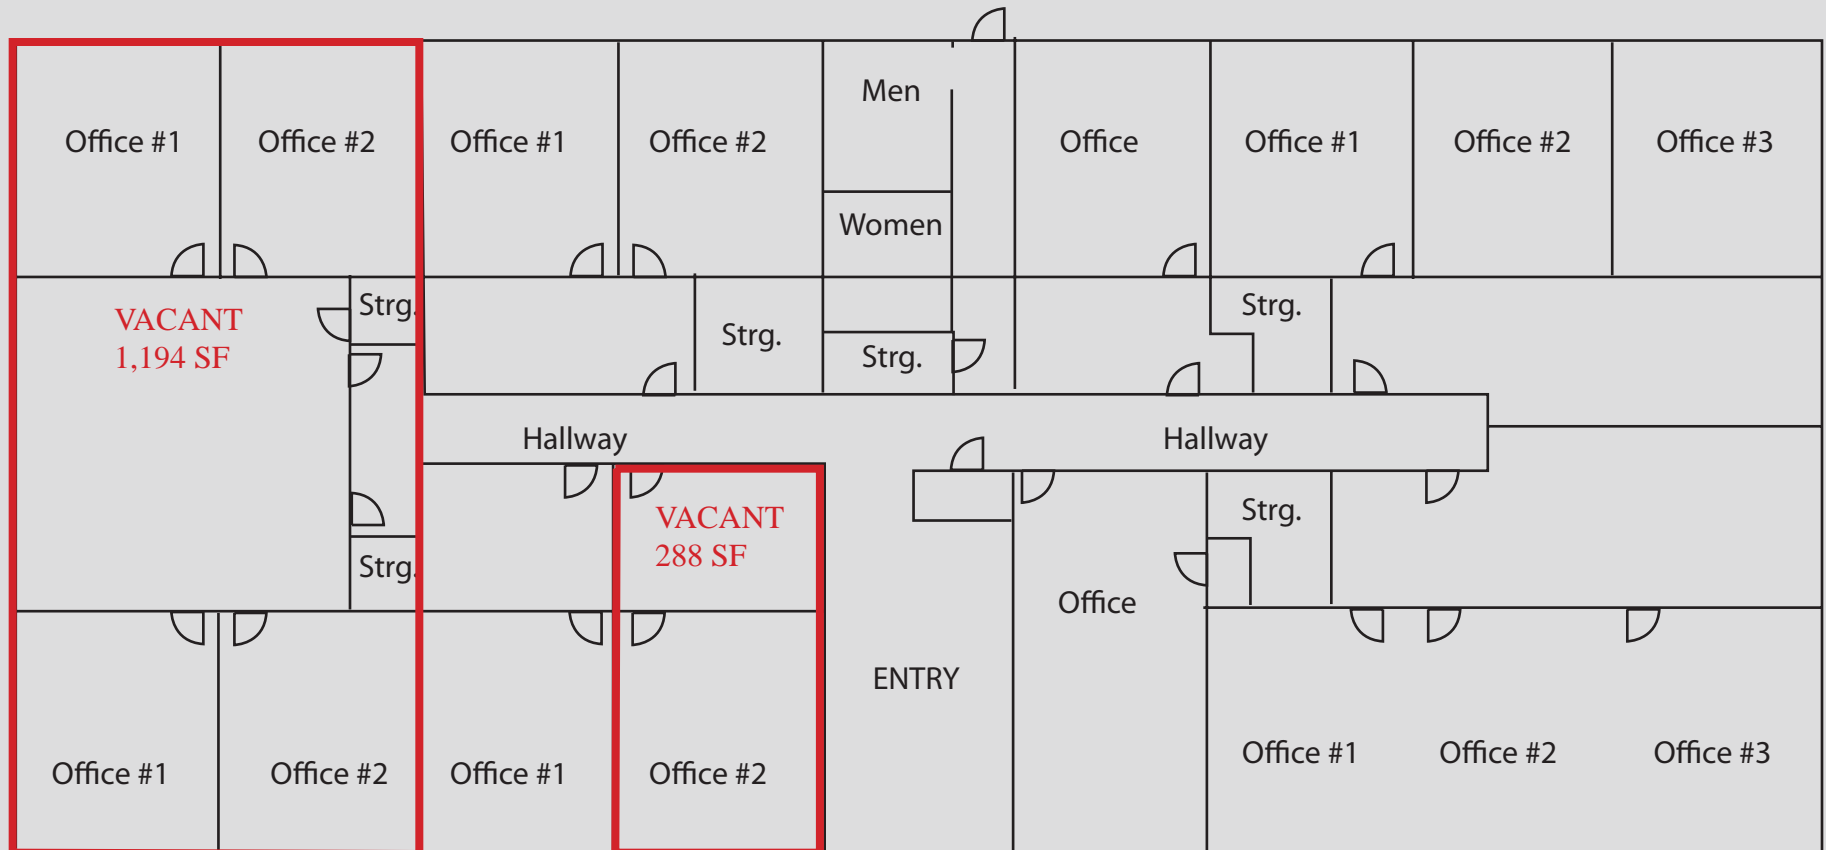 Men
Office #1
Office #2
Office #1
Office #2
Office
Office #1
Office #2
Office #3
Women
Strg.
Strg.
VACANT
1,194 SF
Strg.
Strg.
Hallway
Hallway
VACANT
288 SF
Strg.
Strg.
Office
ENTRY
Office #1
Office #2
Office #3
Office #1
Office #2
Office #1
Office #2